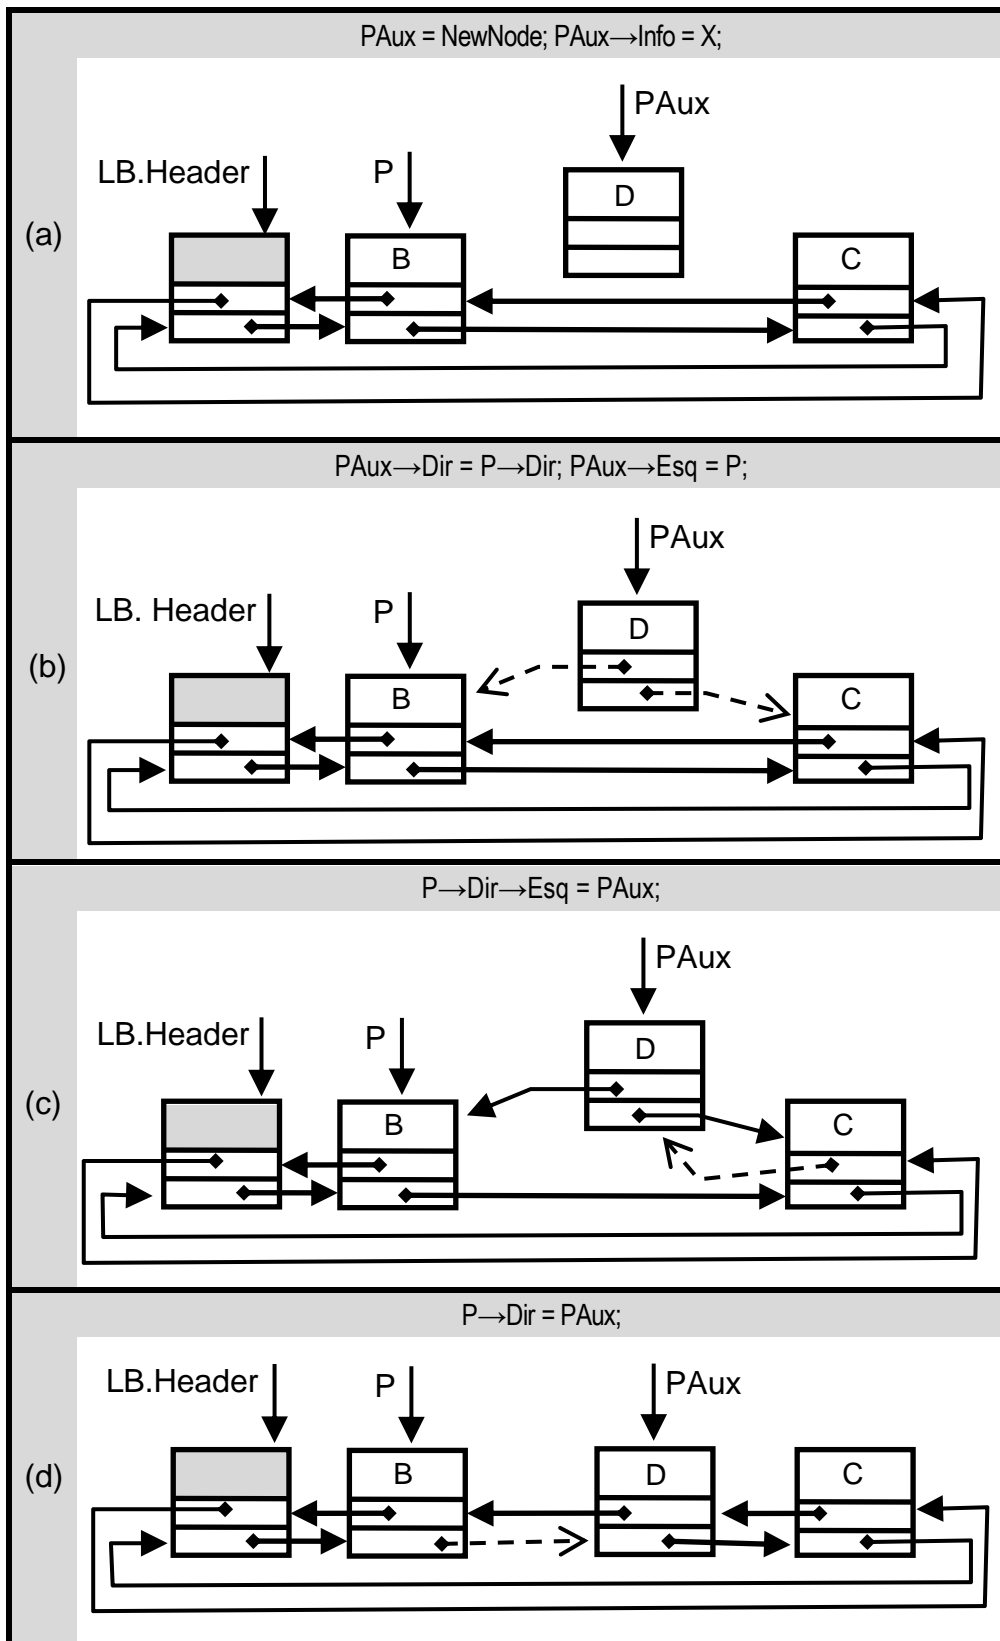 PAux = NewNode; PAux→Info = X;
PAux
LB.Header
P
D
(a)
B
C
PAux→Dir = P→Dir; PAux→Esq = P;
PAux
LB. Header
P
D
(b)
B
C
P→Dir→Esq = PAux;
PAux
LB.Header
P
D
(c)
B
C
P→Dir = PAux;
LB.Header
P
PAux
(d)
B
D
C